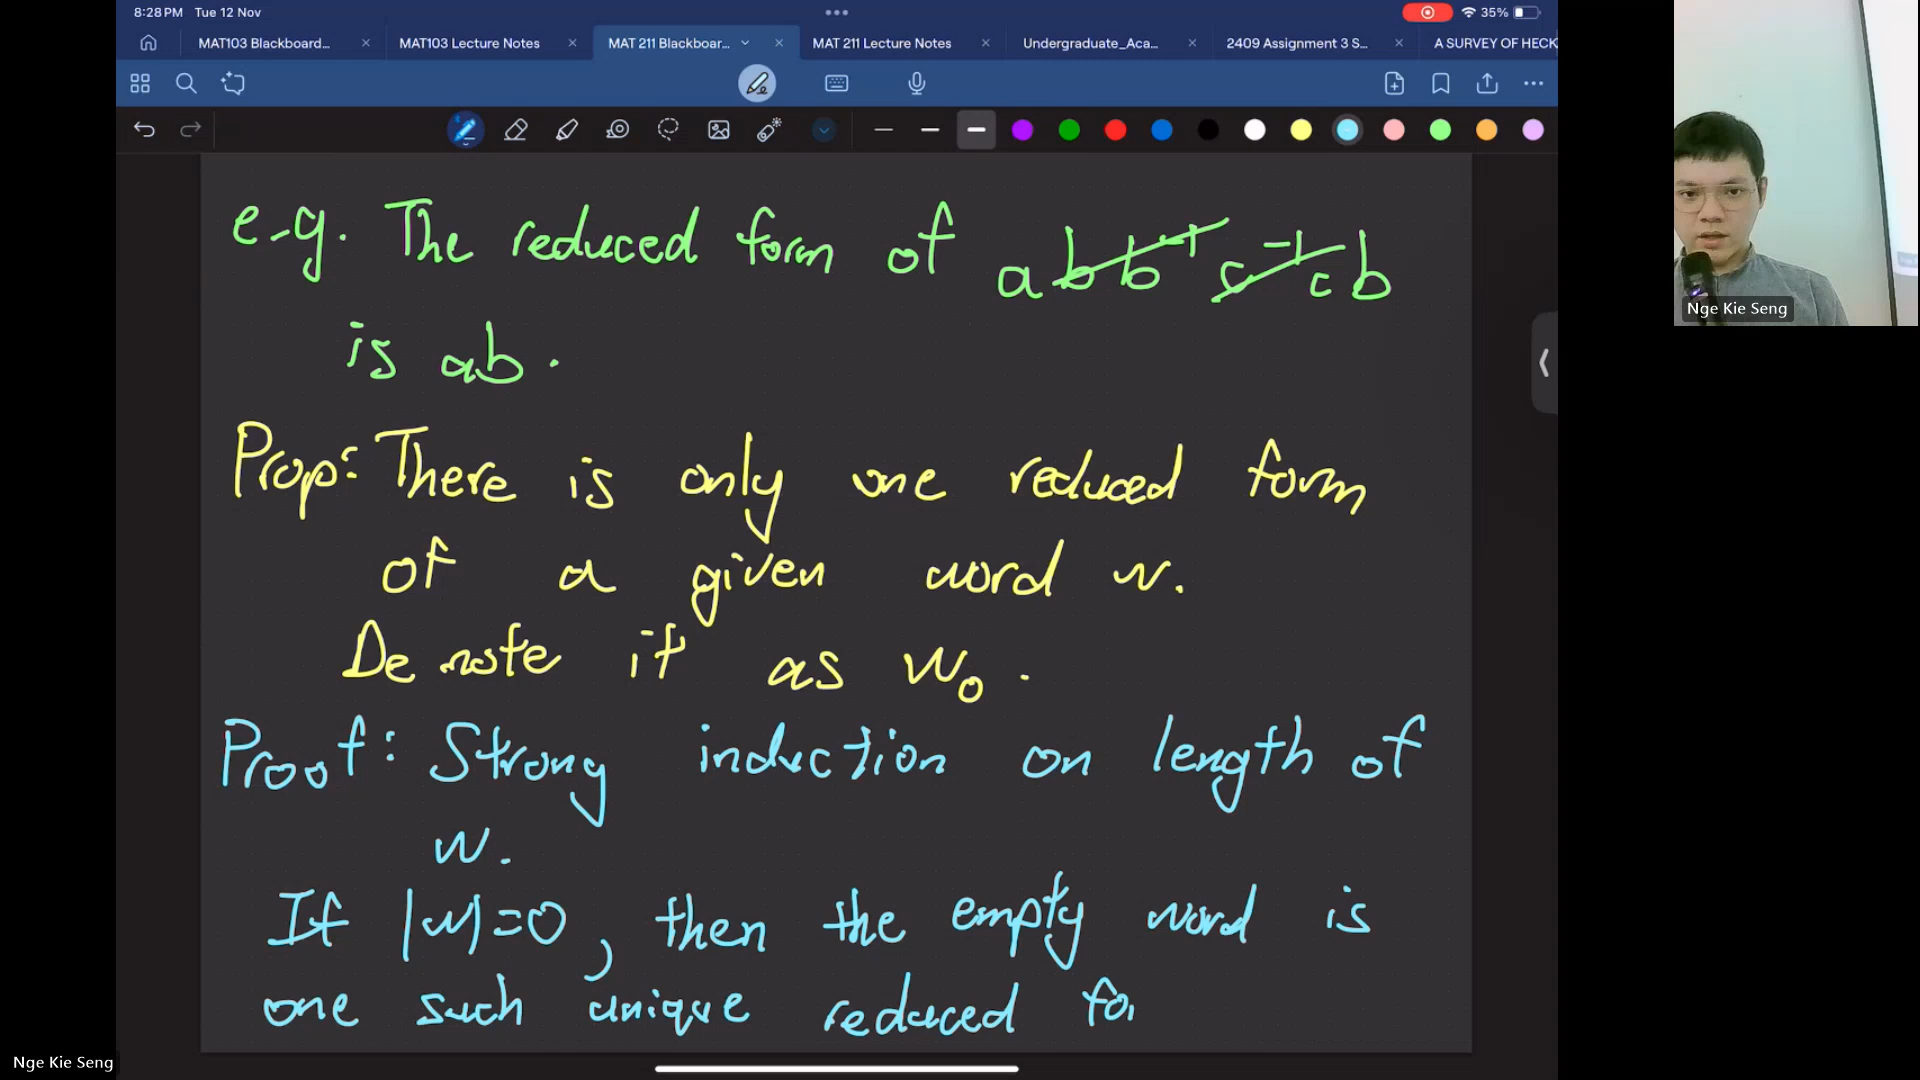 8:28 PM Tue 12 Nov
35%
MAT103 Blackboard...
MAT103 Lecture Notes
MAT 211 Blackboar...
MAT 211 Lecture Notes
Undergraduate_Aca...
2409 Assignment 3 S...
A SURVEY OF HECK
e.g. The reduced form of abb⁻¹c⁻¹cb
is ab.
Prop: There is only one reduced form
of a given word w.
Denote it as w₀.
Proof: Strong induction on length of
w.
If |w|=0, then the empty word is
one such unique reduced for
Nge Kie Seng
Nge Kie Seng